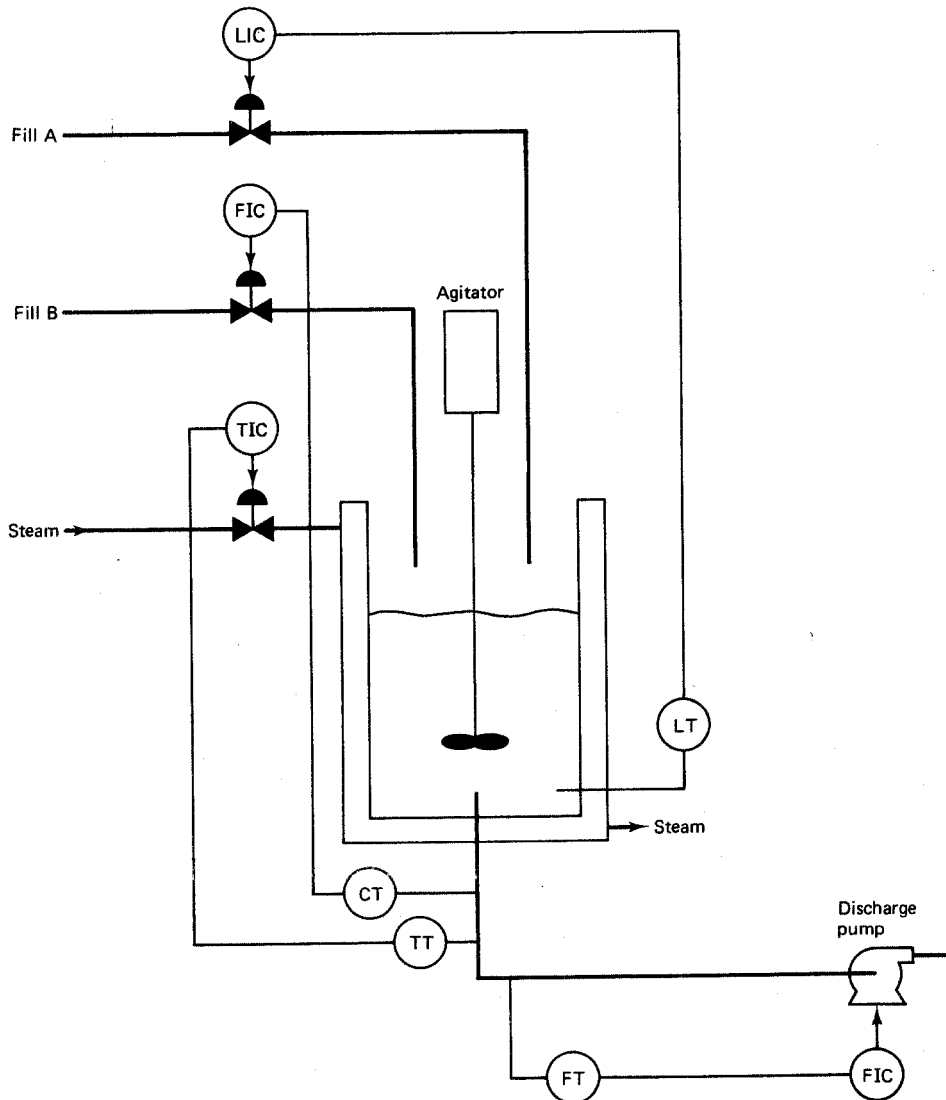 LIC
Fill A
FIC
Fill B
Agitator
TIC
Steam
LT
Steam
CT
TT
Discharge
pump
FT
FIC